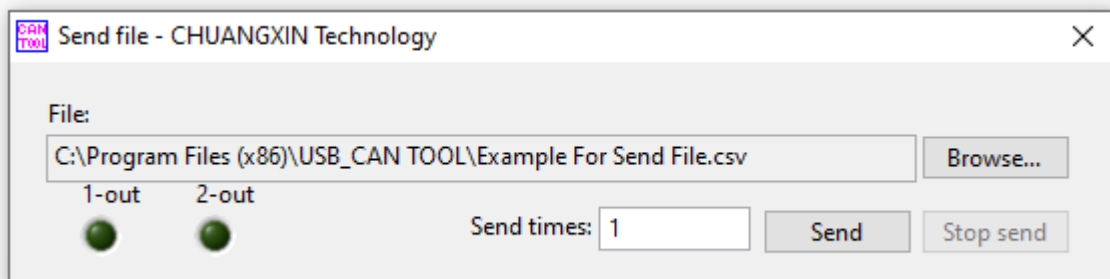 CAN TOOL Send file - CHUANGXIN Technology
File:
C:\Program Files (x86)\USB_CAN TOOL\Example For Send File.csv Browse...
1-out 2-out
Send times: 1 Send Stop send